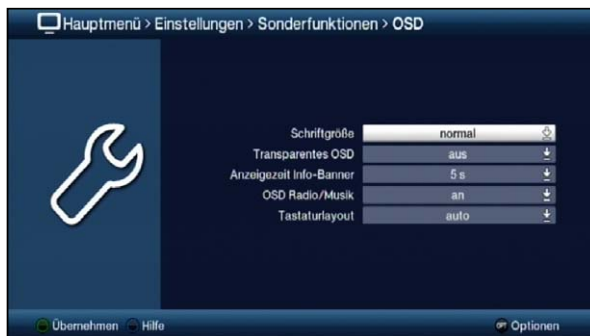 Hauptmenü > Einstellungen > Sonderfunktionen > OSD
Schriftgröße normal
Transparentes OSD aus
Anzeigezeit Info-Banner 5 s
OSD Radio/Musik an
Tastaturlayout auto
Übernehmen Hilfe OPT Optionen